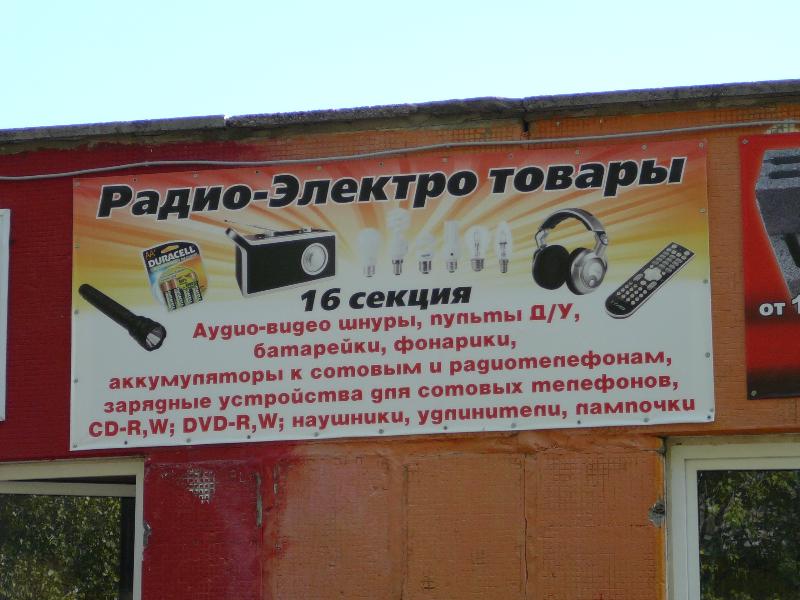 Радио-Электро товары
AA
DURACELL
16 секция
Аудио-видео шнуры, пульты Д/У,
батарейки, фонарики,
аккумуляторы к сотовым и радиотелефонам,
зарядные устройства для сотовых телефонов,
CD-R,W; DVD-R,W; наушники, удлинители, лампочки
от 1